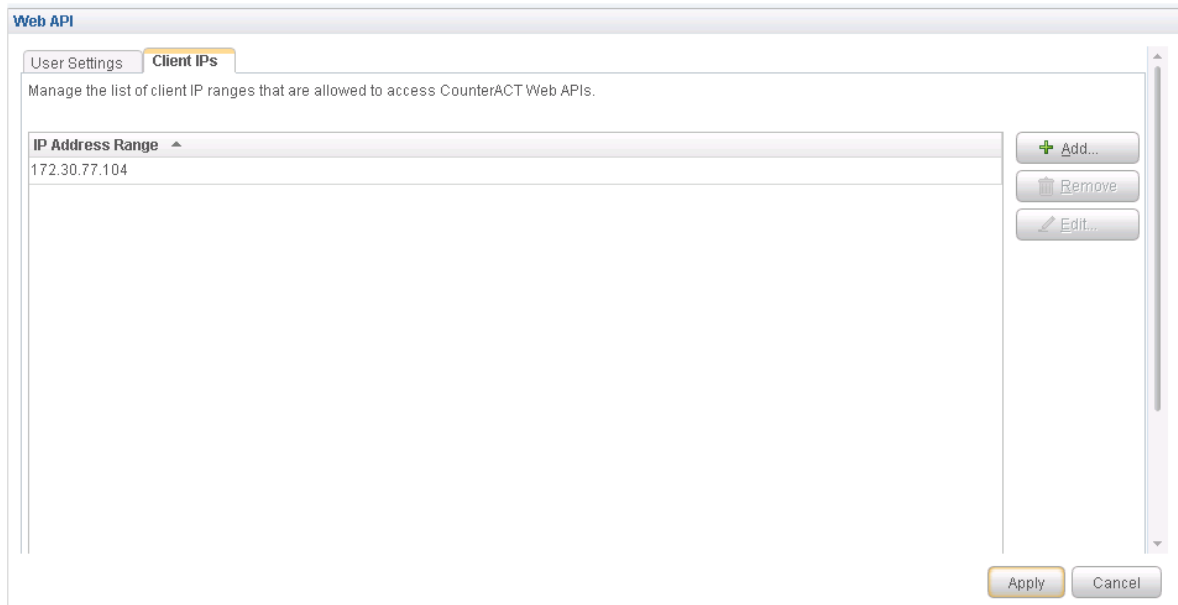 Web API
User Settings
Client IPs
Manage the list of client IP ranges that are allowed to access CounterACT Web APIs.
IP Address Range
Add...
172.30.77.104
Remove
Edit...
Apply
Cancel